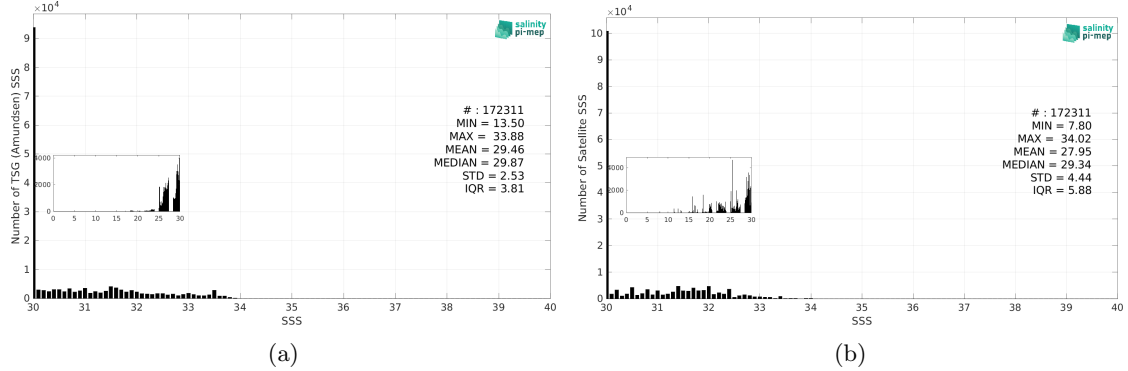 ×10⁴
9
8
7
6
5
4
3
2
1
0
Number of TSG (Amundsen) SSS
30 31 32 33 34 35 36 37 38 39 40
SSS
salinity
pi-mep
# : 172311
MIN = 13.50
MAX = 33.88
MEAN = 29.46
MEDIAN = 29.87
STD = 2.53
IQR = 3.81
4000
2000
0
0 5 10 15 20 25 30
(a)
×10⁴
10
9
8
7
6
5
4
3
2
1
0
Number of Satellite SSS
30 31 32 33 34 35 36 37 38 39 40
SSS
salinity
pi-mep
# : 172311
MIN = 7.80
MAX = 34.02
MEAN = 27.95
MEDIAN = 29.34
STD = 4.44
IQR = 5.88
4000
2000
0
0 5 10 15 20 25 30
(b)